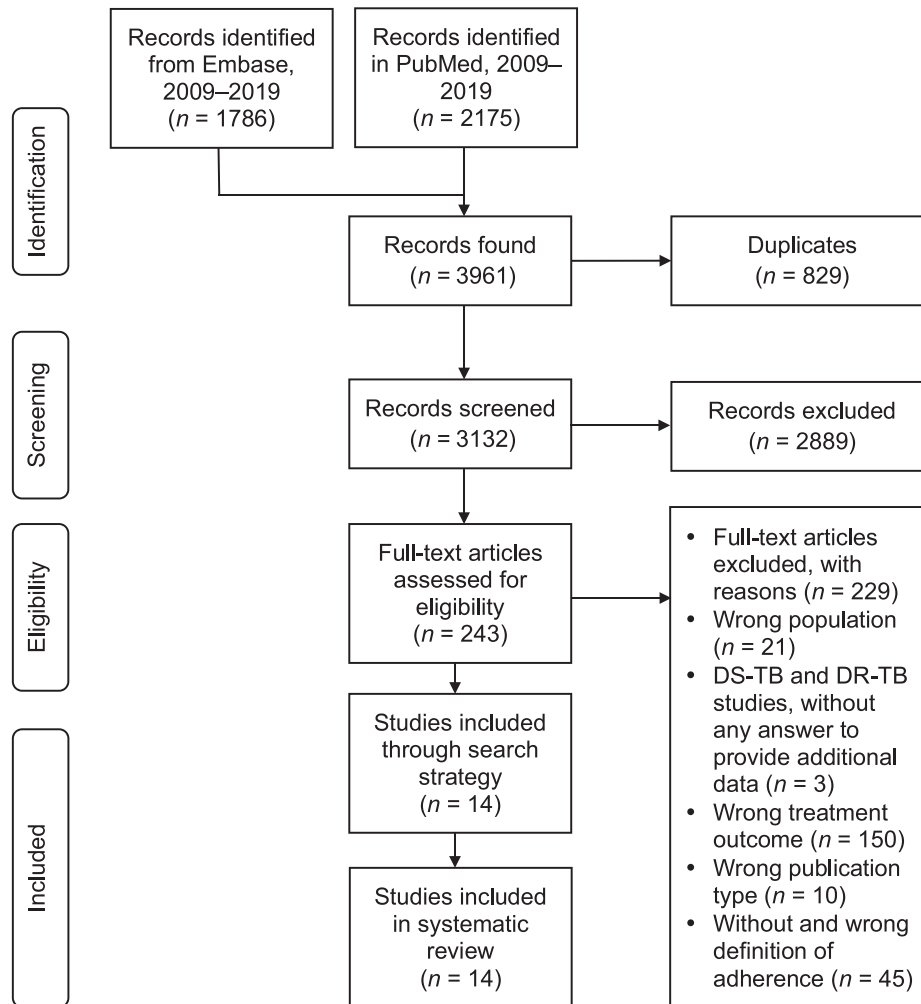 Records identified
from Embase,
2009–2019
(n = 1786)
Records identified
in PubMed, 2009–
2019
(n = 2175)
Identification
Records found
(n = 3961)
Duplicates
(n = 829)
Screening
Records screened
(n = 3132)
Records excluded
(n = 2889)
Eligibility
Full-text articles
assessed for
eligibility
(n = 243)
• Full-text articles
excluded, with
reasons (n = 229)
• Wrong population
(n = 21)
• DS-TB and DR-TB
studies, without
any answer to
provide additional
data (n = 3)
• Wrong treatment
outcome (n = 150)
• Wrong publication
type (n = 10)
• Without and wrong
definition of
adherence (n = 45)
Included
Studies included
through search
strategy
(n = 14)
Studies included
in systematic
review
(n = 14)